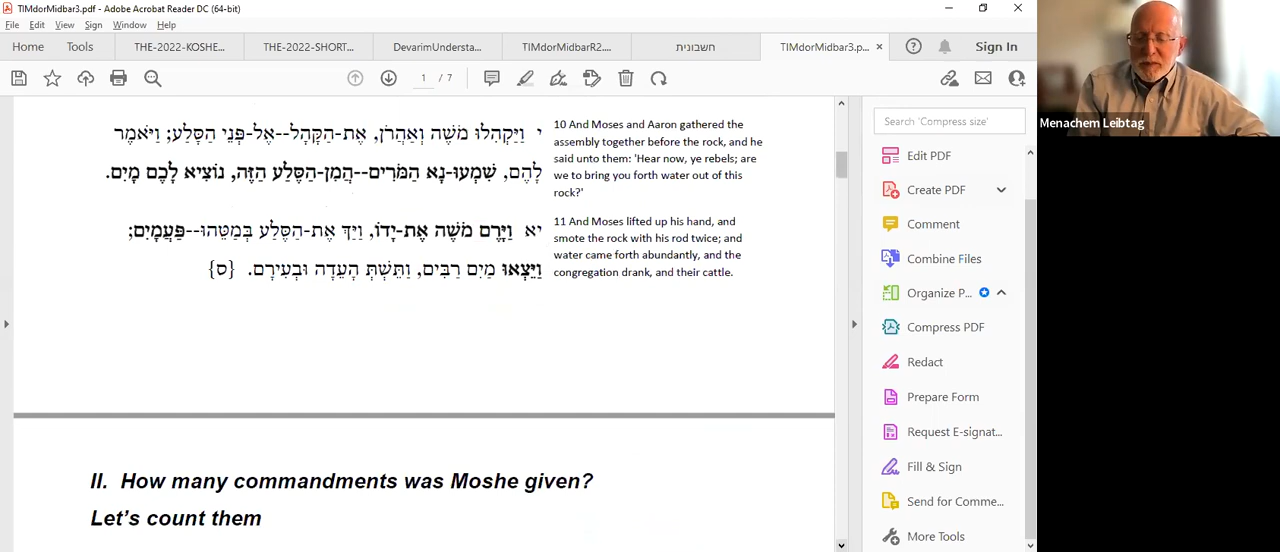 TIMdorMidbar3.pdf - Adobe Acrobat Reader DC (64-bit)
File Edit View Sign Window Help
Home Tools THE-2022-KOSHE... THE-2022-SHORT... DevarimUndersta... TIMdorMidbarR2.... חשבונית TIMdorMidbar3.p... × Sign In
1 / 7
Menachem Leibtag
Search 'Compress size'
Edit PDF
Create PDF
Comment
Combine Files
Organize P...
Compress PDF
Redact
Prepare Form
Request E-signat...
Fill & Sign
Send for Comme...
More Tools
י וַיַּקְהִלוּ מֹשֶׁה וְאַהֲרֹן, אֶת-הַקָּהָל--אֶל-פְּנֵי הַסָּלַע; וַיֹּאמֶר
לָהֶם, שִׁמְעוּ-נָא הַמֹּרִים--הֲמִן-הַסֶּלַע הַזֶּה, נוֹצִיא לָכֶם מָיִם.
10 And Moses and Aaron gathered the
assembly together before the rock, and he
said unto them: 'Hear now, ye rebels; are
we to bring you forth water out of this
rock?'
יא וַיָּרֶם מֹשֶׁה אֶת-יָדוֹ, וַיַּךְ אֶת-הַסֶּלַע בְּמַטֵּהוּ--פַּעֲמָיִם;
וַיֵּצְאוּ מַיִם רַבִּים, וַתֵּשְׁתְּ הָעֵדָה וּבְעִירָם. {ס}
11 And Moses lifted up his hand, and
smote the rock with his rod twice; and
water came forth abundantly, and the
congregation drank, and their cattle.
II. How many commandments was Moshe given?
Let's count them